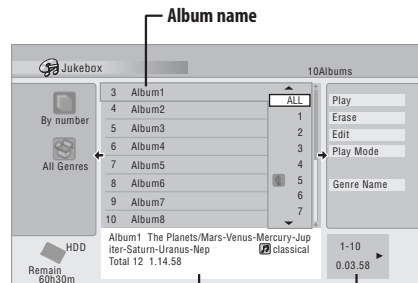 Album name
Jukebox
10Albums
By number
All Genres
3 Album1
4 Album2
5 Album3
6 Album4
7 Album5
8 Album6
9 Album7
10 Album8
ALL
1
2
3
4
5
6
7
Play
Erase
Edit
Play Mode
Genre Name
HDD
Remain
60h30m
Album1 The Planets/Mars-Venus-Mercury-Jup
iter-Saturn-Uranus-Nep classical
Total 12 1.14.58
1-10
0.03.58